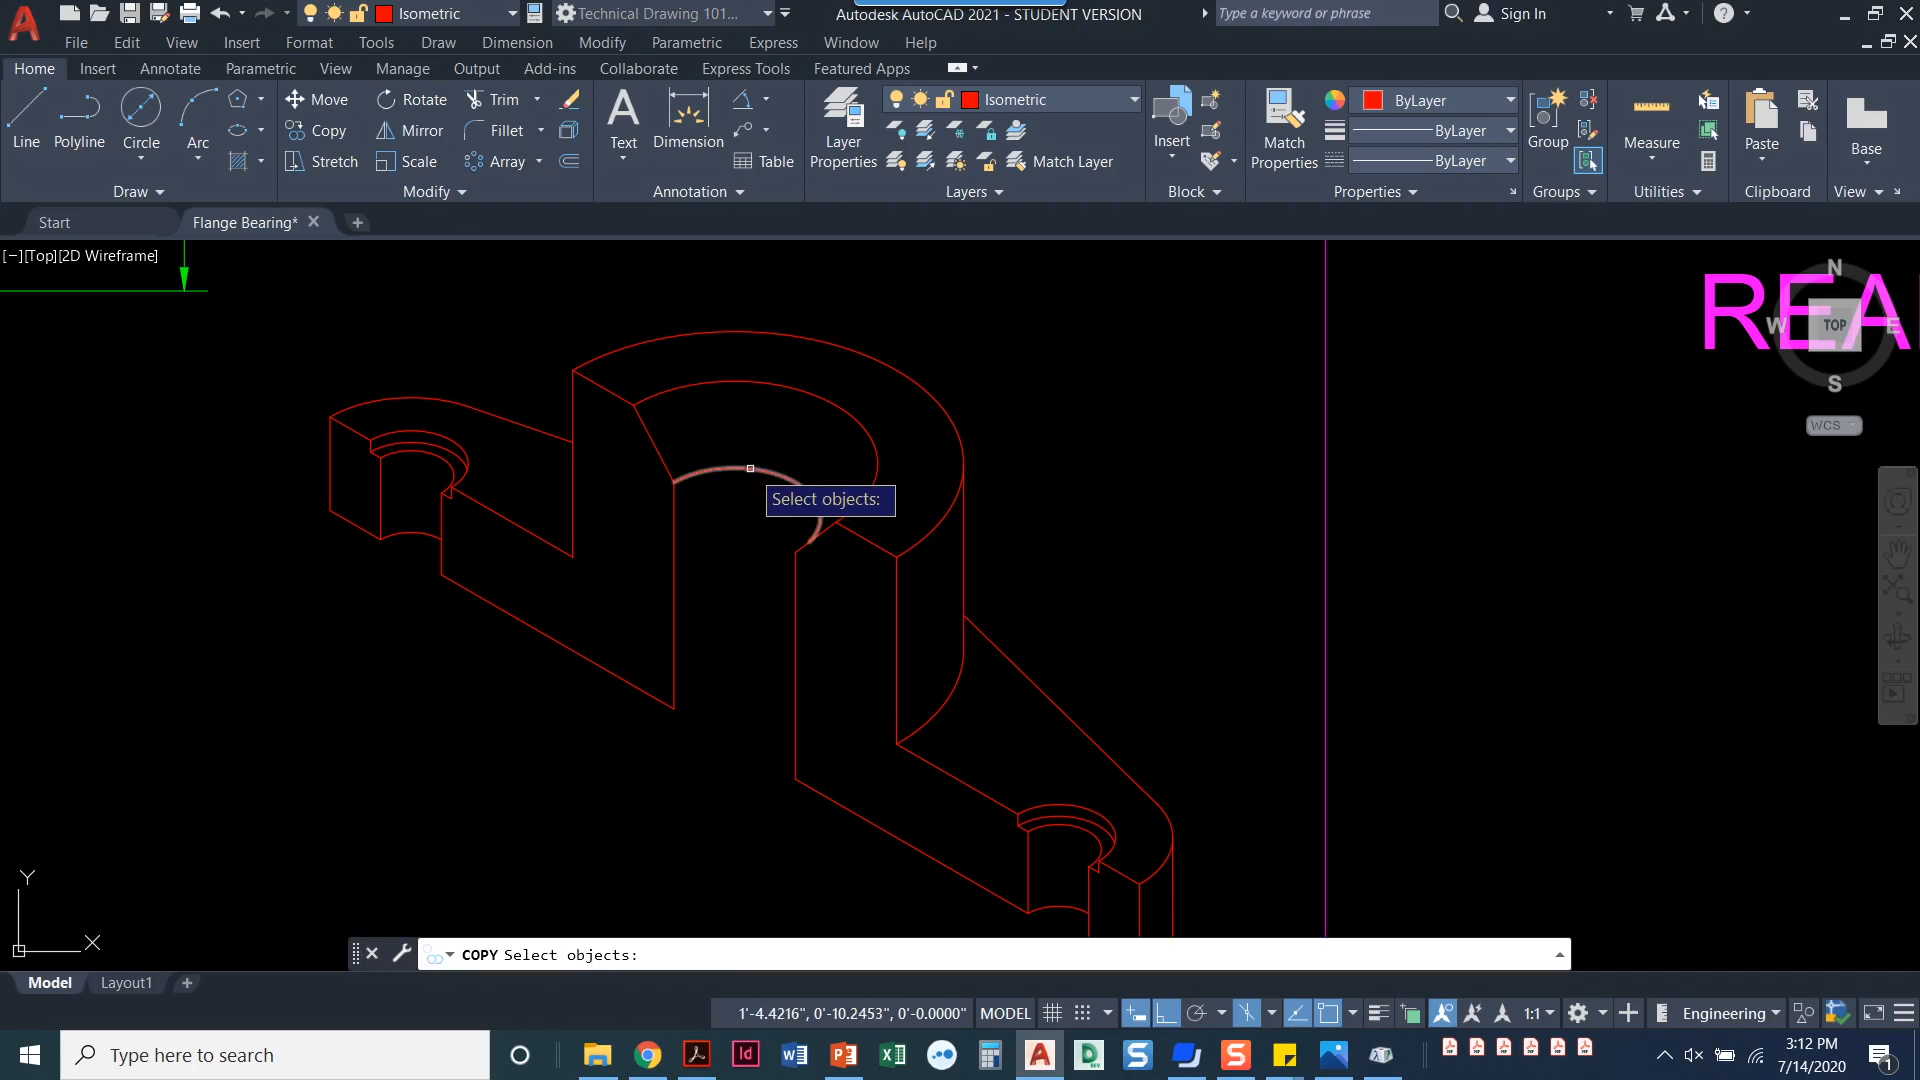 Isometric
Technical Drawing 101...
Autodesk AutoCAD 2021 - STUDENT VERSION
Type a keyword or phrase
Sign In
File Edit View Insert Format Tools Draw Dimension Modify Parametric Express Window Help
Home Insert Annotate Parametric View Manage Output Add-ins Collaborate Express Tools Featured Apps
Line Polyline Circle Arc
Draw
Move Rotate Trim
Copy Mirror Fillet
Stretch Scale Array
Modify
Text Dimension Table
Annotation
Layer Properties
Isometric
Match Layer
Layers
Insert
Block
Match Properties
ByLayer
ByLayer
ByLayer
Properties
Group
Groups
Measure
Utilities
Paste
Clipboard
Base
View
Start Flange Bearing*
[−][Top][2D Wireframe]
REA
N
W TOP E
S
WCS
Select objects:
Y
X
COPY Select objects:
Model Layout1
1'-4.4216", 0'-10.2453", 0'-0.0000" MODEL 1:1 Engineering
Type here to search
3:12 PM
7/14/2020
1